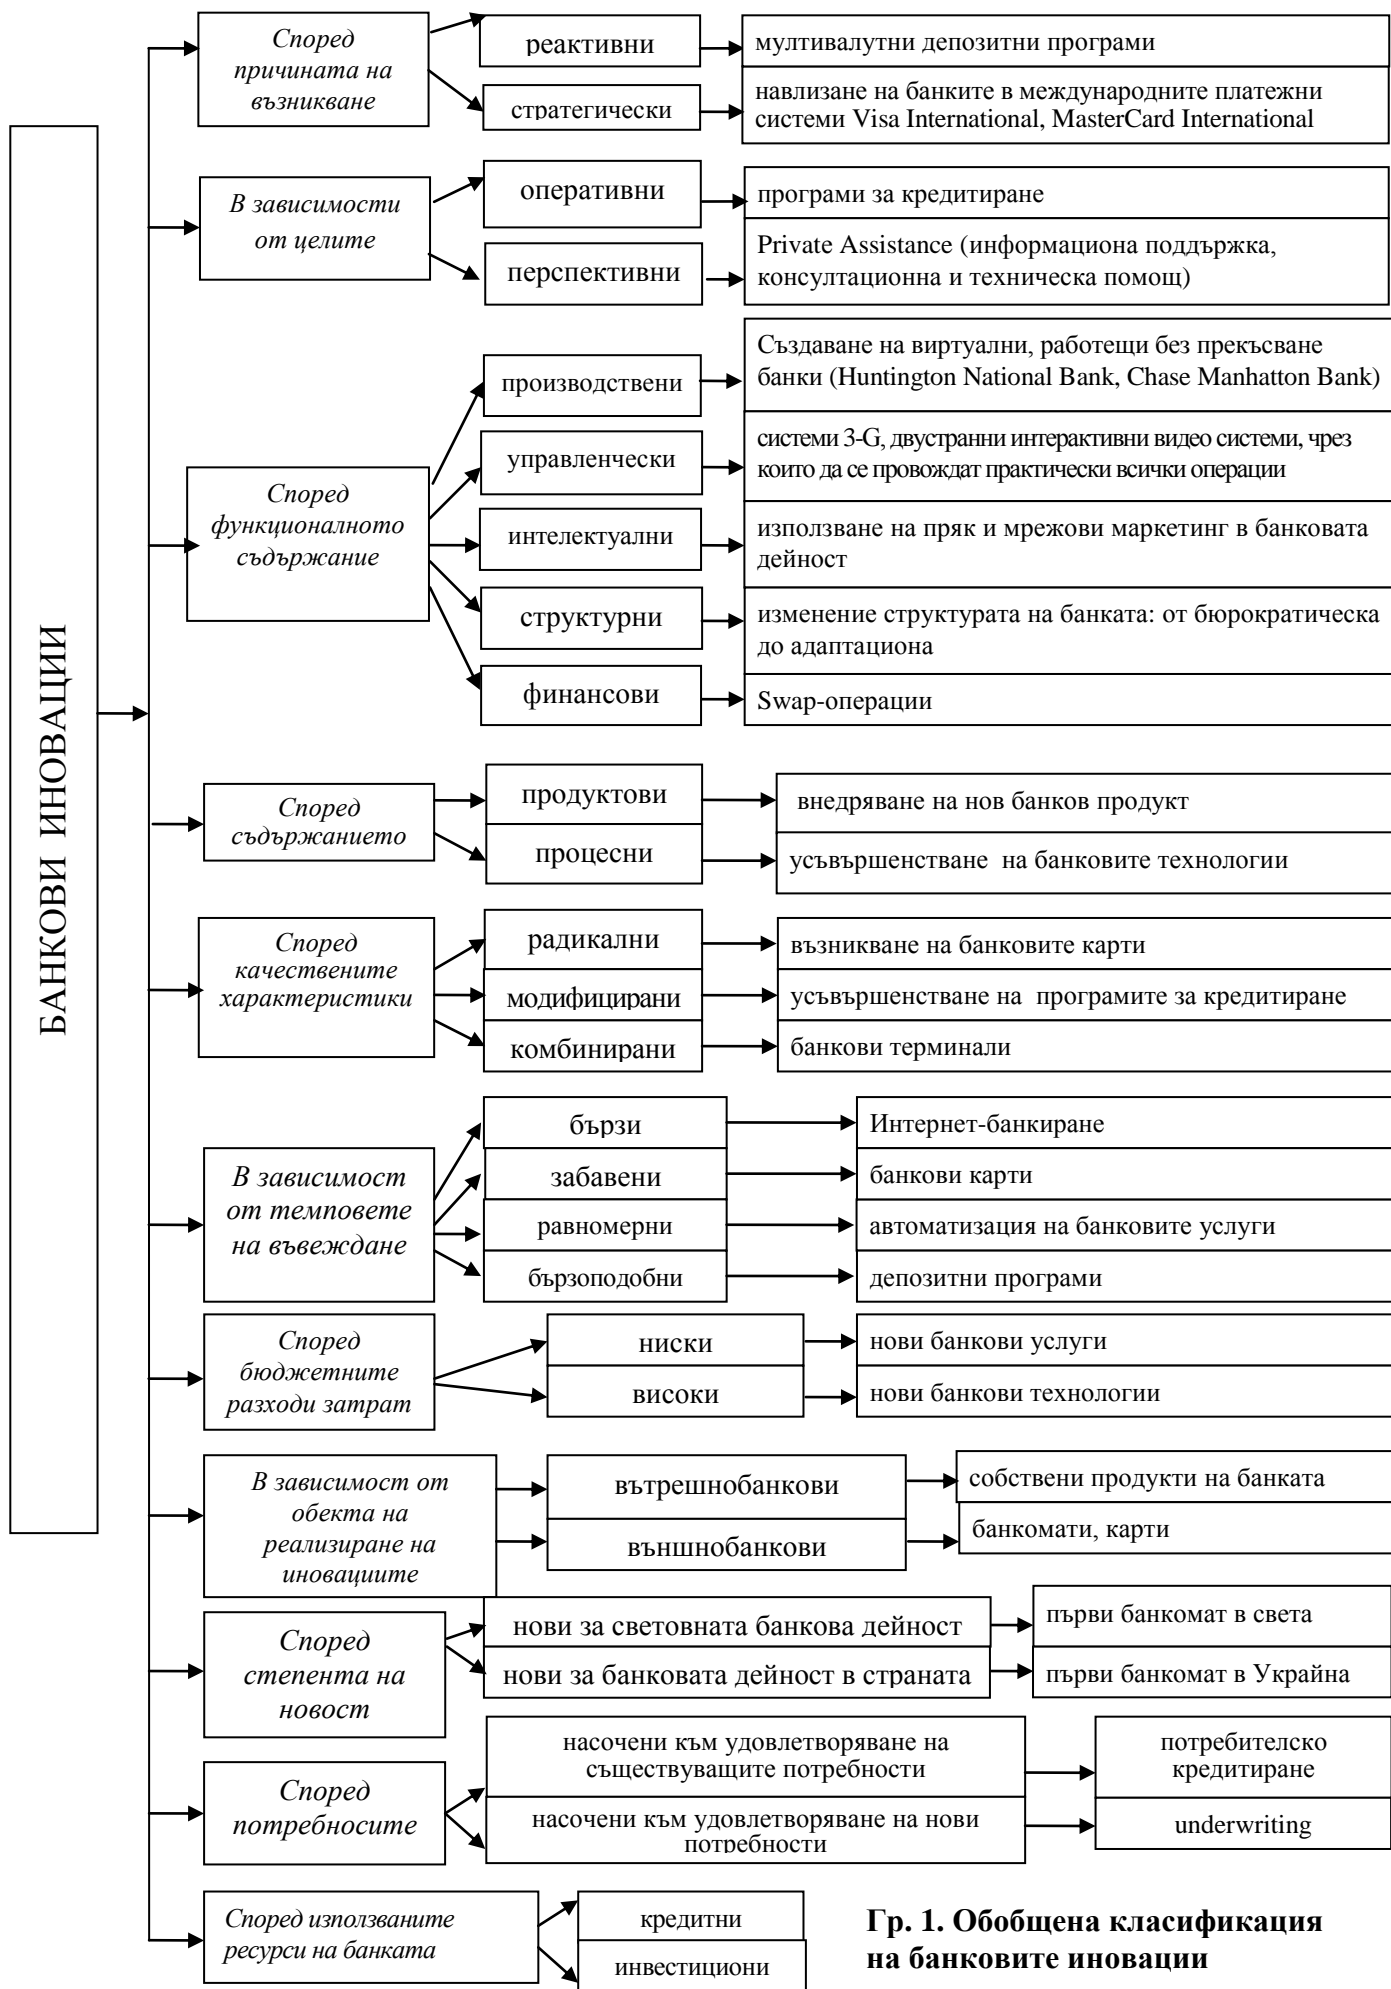 БАНКОВИ ИНОВАЦИИ
Според
причината на
възникване
реактивни
мултивалутни депозитни програми
стратегически
навлизане на банките в международните платежни
системи Visa International, MasterCard International
В зависимости
от целите
оперативни
програми за кредитиране
перспективни
Private Assistance (информациона поддръжка,
консултационна и техническа помощ)
Според
функционалното
съдържание
производствени
Създаване на виртуални, работещи без прекъсване
банки (Huntington National Bank, Chase Manhatton Bank)
управленчески
системи 3-G, двустранни интерактивни видео системи, чрез
които да се провождат практически всички операции
интелектуални
използване на пряк и мрежови маркетинг в банковата
дейност
структурни
изменение структурата на банката: от бюрократическа
до адаптациона
финансови
Swap-операции
Според
съдържанието
продуктови
внедряване на нов банков продукт
процесни
усъвършенстване на банковите технологии
Според
качествените
характеристики
радикални
възникване на банковите карти
модифицирани
усъвършенстване на програмите за кредитиране
комбинирани
банкови терминали
В зависимост
от темповете
на въвеждане
бързи
Интернет-банкиране
забавени
банкови карти
равномерни
автоматизация на банковите услуги
бързоподобни
депозитни програми
Според
бюджетните
разходи затрат
ниски
нови банкови услуги
високи
нови банкови технологии
В зависимост от
обекта на
реализиране на
иновациите
вътрешнобанкови
собствени продукти на банката
външнобанкови
банкомати, карти
Според
степента на
новост
нови за световната банкова дейност
първи банкомат в света
нови за банковата дейност в страната
първи банкомат в Украйна
Според
потребносите
насочени към удовлетворяване на
съществуващите потребности
потребителско
кредитиране
насочени към удовлетворяване на нови
потребности
underwriting
Според използваните
ресурси на банката
кредитни
инвестициони
Гр. 1. Обобщена класификация
на банковите иновации